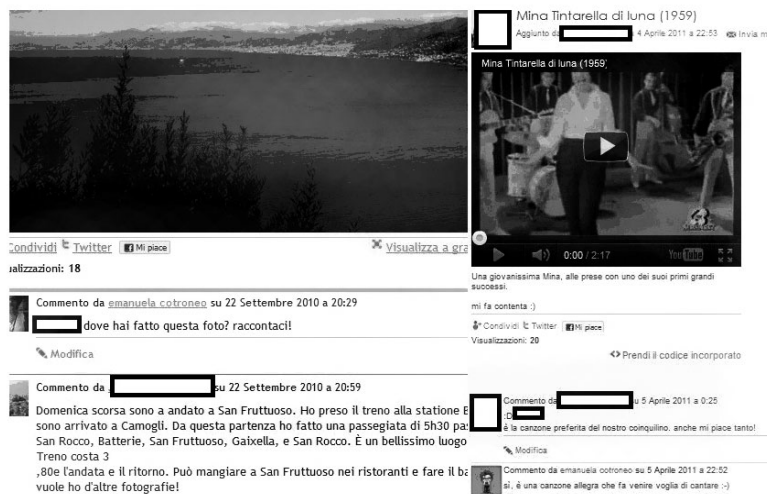 Condividi Twitter Mi piace
Visualizza a gra
ualizzazioni: 18
Commento da emanuela cotroneo su 22 Settembre 2010 a 20:29
dove hai fatto questa foto? raccontaci!
Modifica
Commento da su 22 Settembre 2010 a 20:59
Domenica scorsa sono a andato a San Fruttuoso. Ho preso il treno alla statione B
sono arrivato a Camogli. Da questa partenza ho fatto una passegiata di 5h30 pas
San Rocco, Batterie, San Fruttuoso, Gaixella, e San Rocco. È un bellissimo luogo
Treno costa 3
,80e l'andata e il ritorno. Può mangiare a San Fruttuoso nei ristoranti e fare il ba
vuole ho d'altre fotografie!
Mina Tintarella di luna (1959)
Aggiunto da 4 Aprile 2011 a 22:53 Invia m
Mina Tintarella di luna (1959)
0:00 / 2:17 YouTube
Una giovanissima Mina, alle prese con uno dei suoi primi grandi
successi.
mi fa contenta :)
Condividi Twitter Mi piace
Visualizzazioni: 20
Prendi il codice incorporato
Commento da su 5 Aprile 2011 a 0:25
:D
è la canzone preferita del nostro coinquilino. anche mi piace tanto!
Modifica
Commento da emanuela cotroneo su 5 Aprile 2011 a 22:52
sì, è una canzone allegra che fa venire voglia di cantare :-)